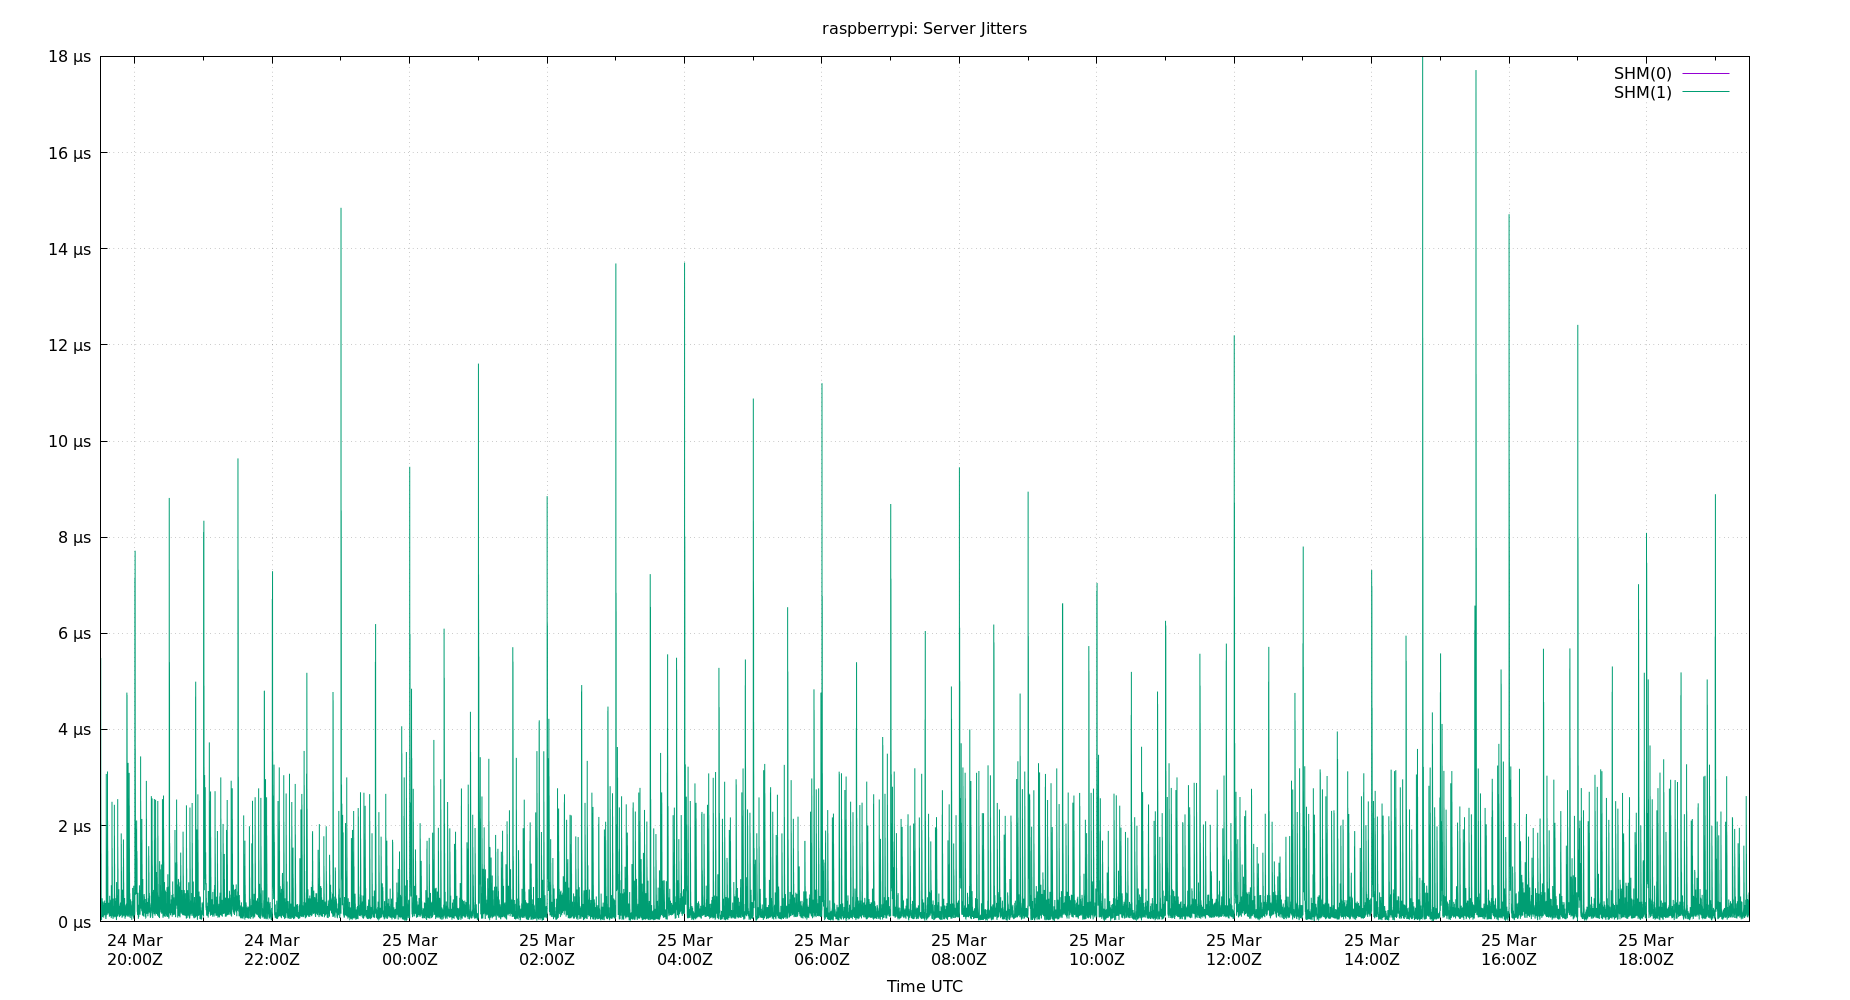 raspberrypi: Server Jitters
18 µs
16 µs
14 µs
12 µs
10 µs
8 µs
6 µs
4 µs
2 µs
0 µs
SHM(0)
SHM(1)
24 Mar 24 Mar 25 Mar 25 Mar 25 Mar 25 Mar 25 Mar 25 Mar 25 Mar 25 Mar 25 Mar 25 Mar
20:00Z 22:00Z 00:00Z 02:00Z 04:00Z 06:00Z 08:00Z 10:00Z 12:00Z 14:00Z 16:00Z 18:00Z
Time UTC